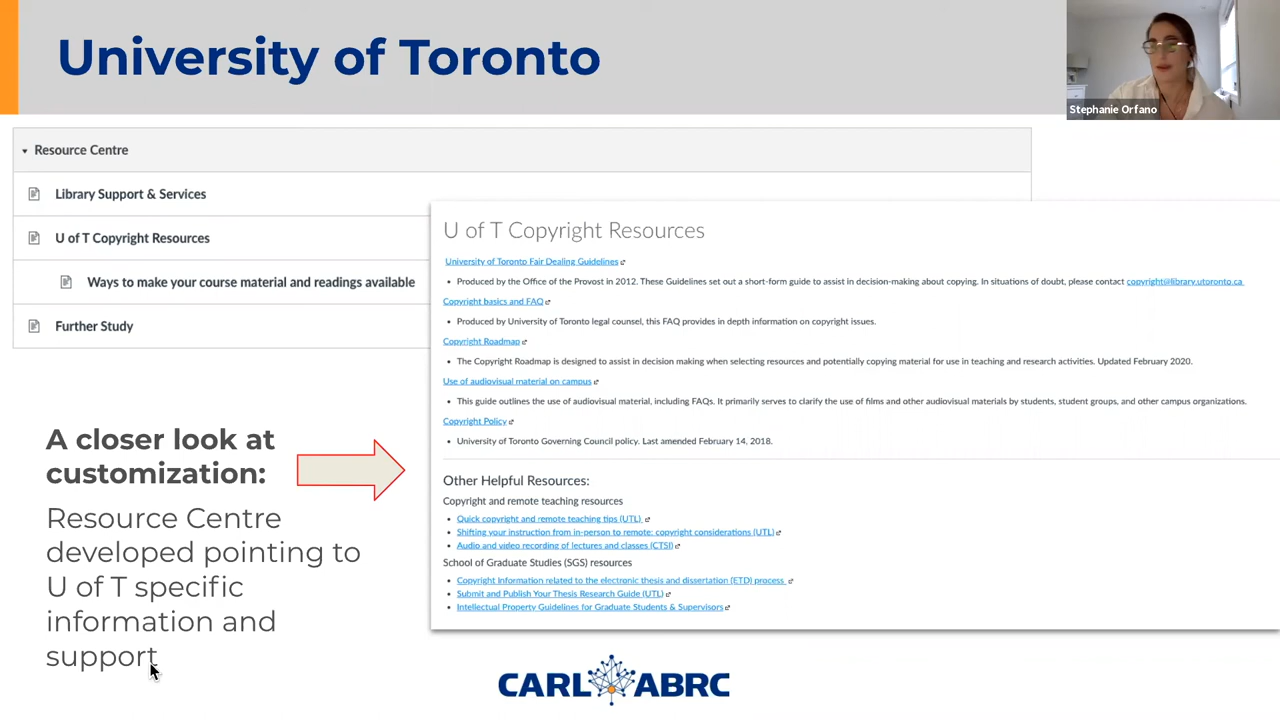 University of Toronto
Stephanie Orfano
Resource Centre
Library Support & Services
U of T Copyright Resources
Ways to make your course material and readings available
Further Study
A closer look at
customization:
Resource Centre
developed pointing to
U of T specific
information and
support
U of T Copyright Resources
University of Toronto Fair Dealing Guidelines
• Produced by the Office of the Provost in 2012. These Guidelines set out a short-form guide to assist in decision-making about copying. In situations of doubt, please contact copyright@library.utoronto.ca
Copyright basics and FAQ
• Produced by University of Toronto legal counsel, this FAQ provides in depth information on copyright issues.
Copyright Roadmap
• The Copyright Roadmap is designed to assist in decision making when selecting resources and potentially copying material for use in teaching and research activities. Updated February 2020.
Use of audiovisual material on campus
• This guide outlines the use of audiovisual material, including FAQs. It primarily serves to clarify the use of films and other audiovisual materials by students, student groups, and other campus organizations.
Copyright Policy
• University of Toronto Governing Council policy. Last amended February 14, 2018.
Other Helpful Resources:
Copyright and remote teaching resources
• Quick copyright and remote teaching tips (UTL)
• Shifting your instruction from in-person to remote: copyright considerations (UTL)
• Audio and video recording of lectures and classes (CTSI)
School of Graduate Studies (SGS) resources
• Copyright Information related to the electronic thesis and dissertation (ETD) process
• Submit and Publish Your Thesis Research Guide (UTL)
• Intellectual Property Guidelines for Graduate Students & Supervisors
CARL ABRC